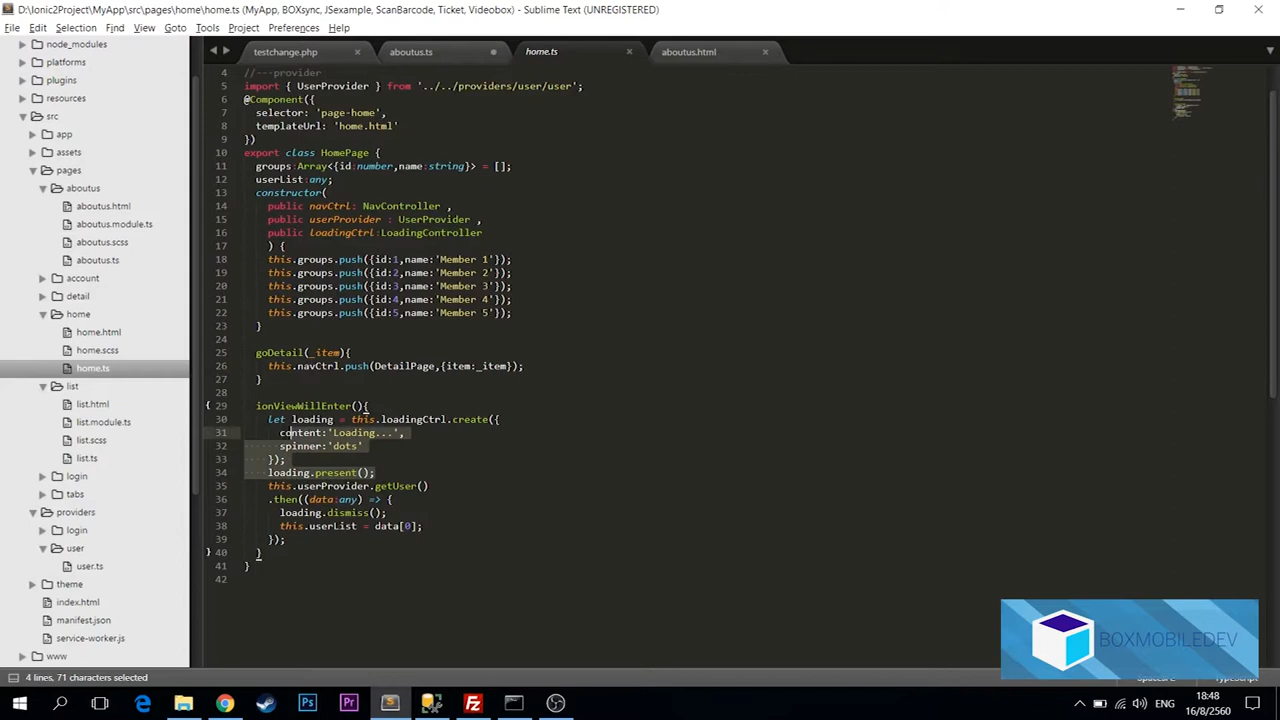 D:\Ionic2Project\MyApp\src\pages\home\home.ts (MyApp, BOXsync, JSexample, ScanBarcode, Ticket, Videobox) - Sublime Text (UNREGISTERED)
File Edit Selection Find View Goto Tools Project Preferences Help
testchange.php aboutus.ts home.ts aboutus.html
node_modules
platforms
plugins
resources
src
app
assets
pages
aboutus
aboutus.html
aboutus.module.ts
aboutus.scss
aboutus.ts
account
detail
home
home.html
home.scss
home.ts
list
list.html
list.module.ts
list.scss
list.ts
login
tabs
providers
login
user
user.ts
theme
index.html
manifest.json
service-worker.js
www
4 //---provider
5 import { UserProvider } from '../../providers/user/user';
6 @Component({
7 selector: 'page-home',
8 templateUrl: 'home.html'
9 })
10 export class HomePage {
11 groups:Array<{id:number,name:string}> = [];
12 userList:any;
13 constructor(
14 public navCtrl: NavController ,
15 public userProvider : UserProvider ,
16 public loadingCtrl:LoadingController
17 ) {
18 this.groups.push({id:1,name:'Member 1'});
19 this.groups.push({id:2,name:'Member 2'});
20 this.groups.push({id:3,name:'Member 3'});
21 this.groups.push({id:4,name:'Member 4'});
22 this.groups.push({id:5,name:'Member 5'});
23 }
24
25 goDetail(_item){
26 this.navCtrl.push(DetailPage,{item:_item});
27 }
28
29 ionViewWillEnter(){
30 let loading = this.loadingCtrl.create({
31 content:'Loading...',
32 spinner:'dots'
33 });
34 loading.present();
35 this.userProvider.getUser()
36 .then((data:any) => {
37 loading.dismiss();
38 this.userList = data[0];
39 });
40 }
41 }
42
BOXMOBILEDEV
4 lines, 71 characters selected
ENG
18:48
16/8/2560